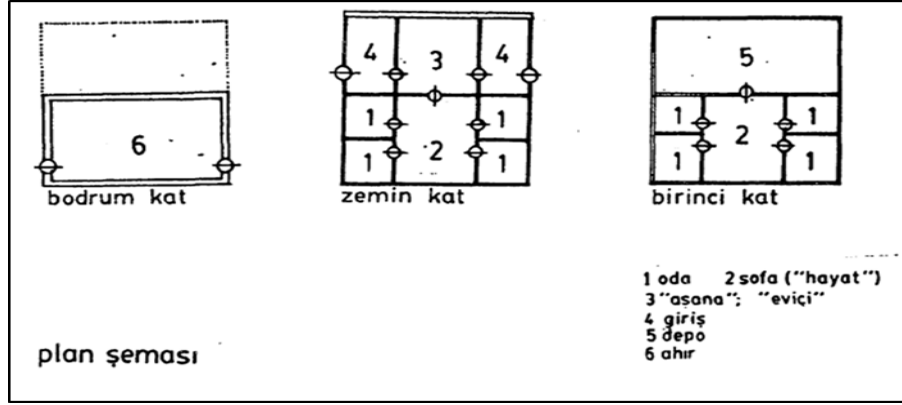 6
bodrum kat
4 3 4
1 1
2
1 1
zemin kat
5
1 1
2
1 1
birinci kat
1 oda 2 sofa ("hayat")
3 "aşana"; "eviçi"
4 giriş
5 depo
6 ahır
plan şeması